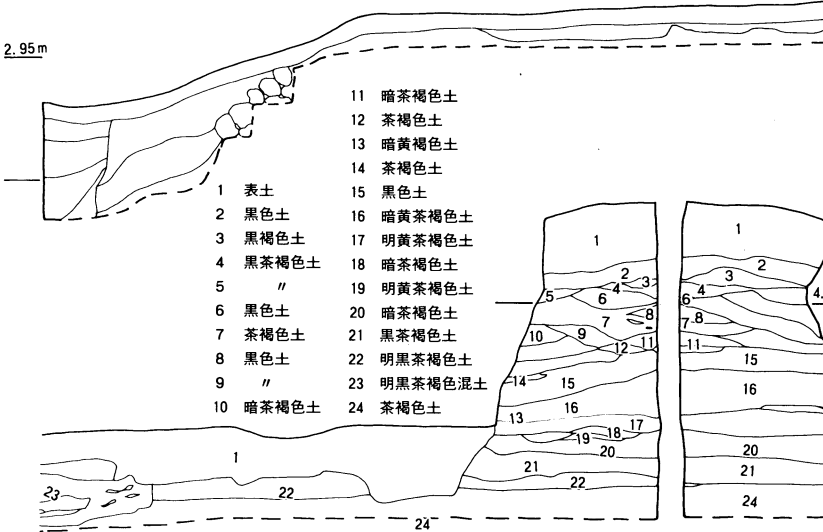 2.95m
1 表土
2 黒色土
3 黒褐色土
4 黒茶褐色土
5 〃
6 黒色土
7 茶褐色土
8 黒色土
9 〃
10 暗茶褐色土
11 暗茶褐色土
12 茶褐色土
13 暗黄褐色土
14 茶褐色土
15 黒色土
16 暗黄茶褐色土
17 明黄茶褐色土
18 暗茶褐色土
19 明黄茶褐色土
20 暗茶褐色土
21 黒茶褐色土
22 明黒茶褐色土
23 明黒茶褐色混土
24 茶褐色土
1
2
3
4
5
6
7
8
9
10
11
12
14
15
16
13
17
18
19
20
21
22
1
2
3
4
6
7
8
11
15
16
20
21
24
4
1
23
22
24